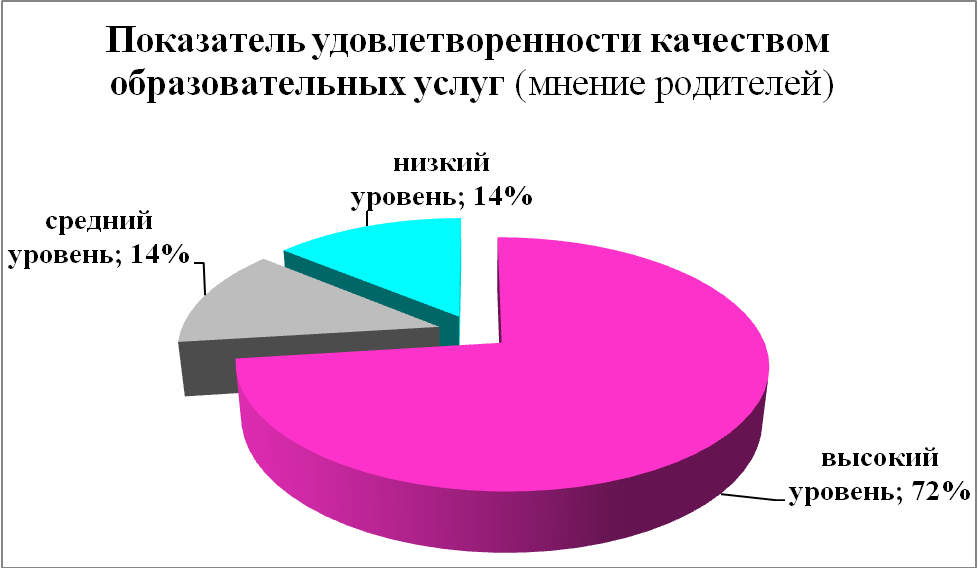 Показатель удовлетворенности качеством
образовательных услуг (мнение родителей)
низкий
уровень; 14%
средний
уровень; 14%
высокий
уровень; 72%